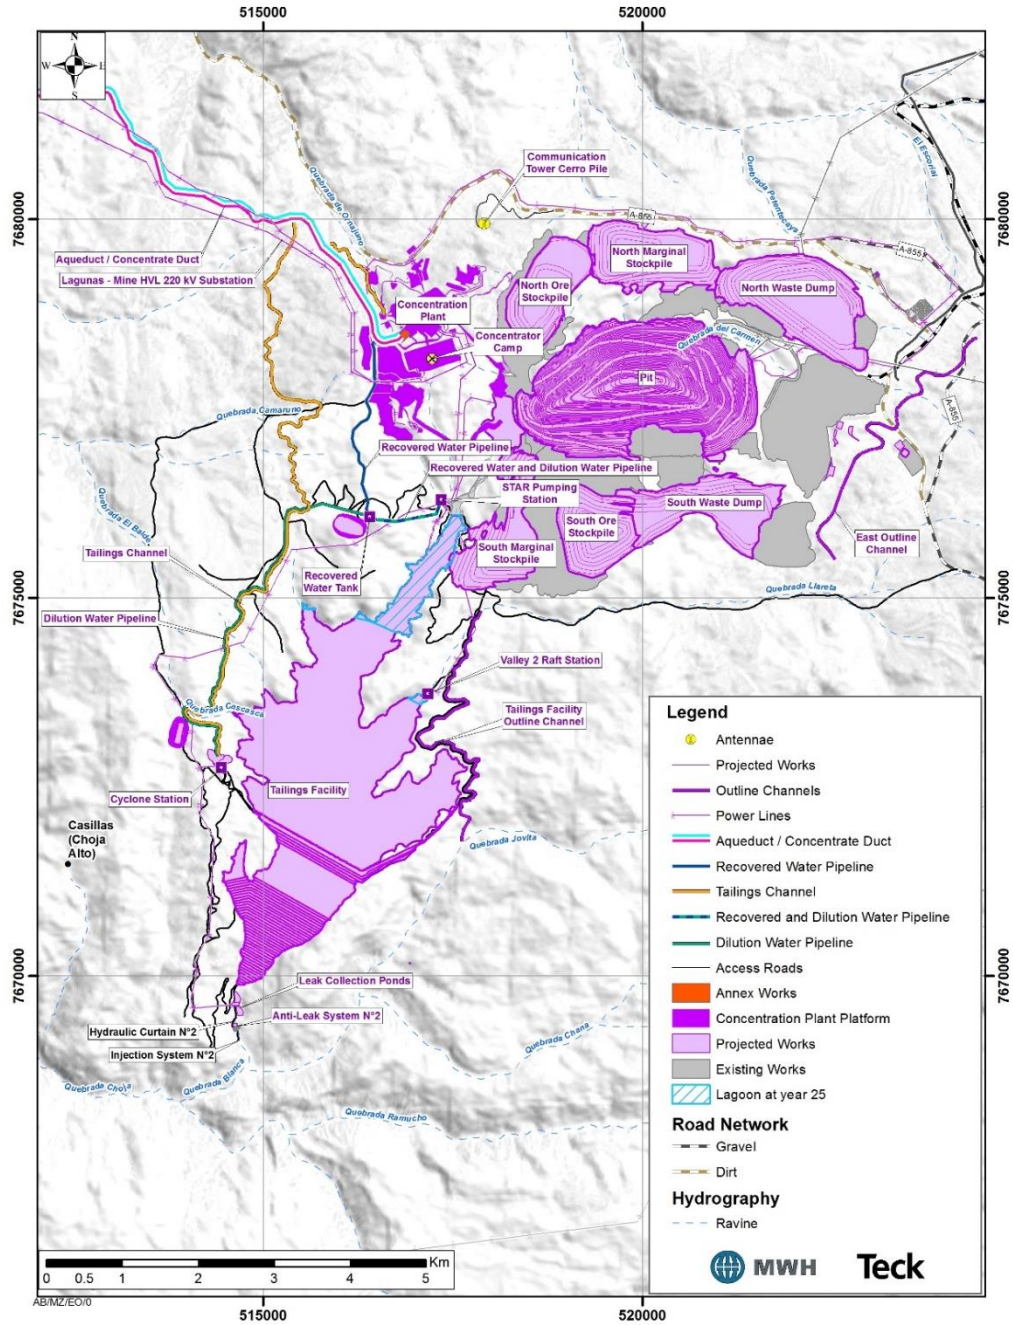 515000
520000
N
W
E
S
7680000
7680000
Quebrada de Ornajuno
Communication
Tower Cerro Pile
Quebrada Petentocaya
El Escorial
A-855
A-855
Aqueduct / Concentrate Duct
Lagunas - Mine HVL 220 kV Substation
North Marginal
Stockpile
North Ore
Stockpile
North Waste Dump
Concentration
Plant
Concentrator
Camp
Quebrada del Carmen
Pit
Quebrada Camaruno
A-855
Recovered Water Pipeline
Recovered Water and Dilution Water Pipeline
STAR Pumping
Station
South Waste Dump
South Ore
Stockpile
Quebrada El Balde
Tailings Channel
South Marginal
Stockpile
East Outline
Channel
Recovered
Water Tank
7675000
7675000
Quebrada Llareta
Dilution Water Pipeline
Valley 2 Raft Station
Quebrada Coscasca
Tailings Facility
Outline Channel
Cyclone Station
Tailings Facility
Casillas
(Choja
Alto)
Quebrada Jovita
7670000
7670000
Leak Collection Ponds
Anti-Leak System N°2
Hydraulic Curtain N°2
Injection System N°2
Quebrada Chana
Quebrada Choja
Quebrada Blanca
Quebrada Ramucho
Legend
Antennae
Projected Works
Outline Channels
Power Lines
Aqueduct / Concentrate Duct
Recovered Water Pipeline
Tailings Channel
Recovered and Dilution Water Pipeline
Dilution Water Pipeline
Access Roads
Annex Works
Concentration Plant Platform
Projected Works
Existing Works
Lagoon at year 25
Road Network
Gravel
Dirt
Hydrography
Ravine
MWH
Teck
Km
0 0.5 1 2 3 4 5
AB/MZ/EO/0
515000
520000